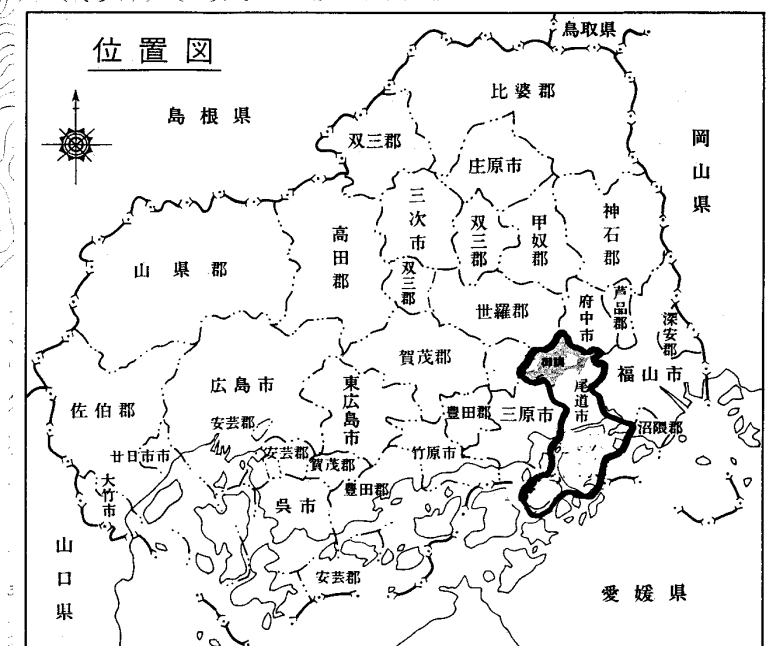 位置図
鳥取県
島根県
比婆郡
双三郡
庄原市
岡山県
三次市
双三郡
甲奴郡
神石郡
高田郡
山県郡
双三郡
世羅郡
府中市
芦品郡
深安郡
賀茂郡
御調
福山市
広島市
東広島市
尾道市
佐伯郡
豊田郡
三原市
安芸郡
沼隈郡
廿日市市
安芸郡
賀茂郡
竹原市
大竹市
豊田郡
呉市
山口県
安芸郡
愛媛県